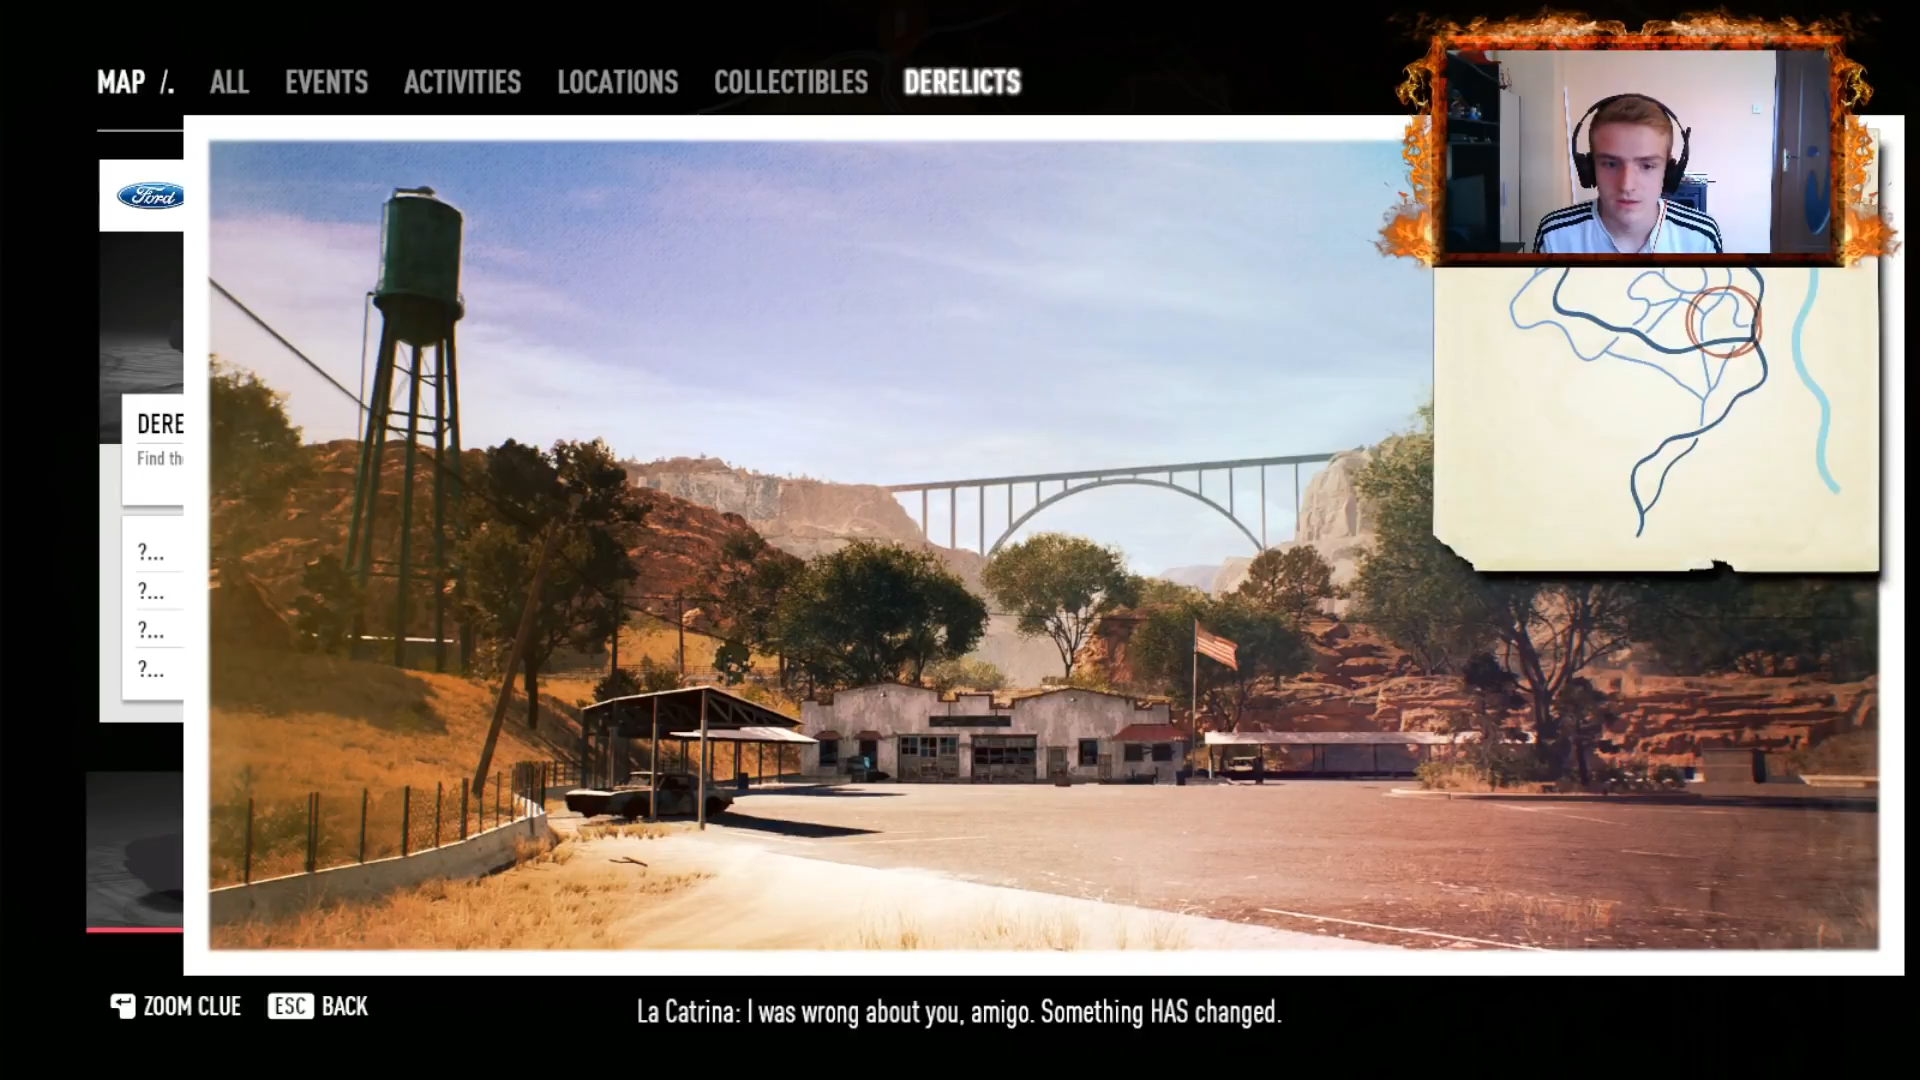 MAP /. ALL EVENTS ACTIVITIES LOCATIONS COLLECTIBLES DERELICTS
Ford
DERE
Find th
?...
?...
?...
?...
ZOOM CLUE ESC BACK
La Catrina: I was wrong about you, amigo. Something HAS changed.